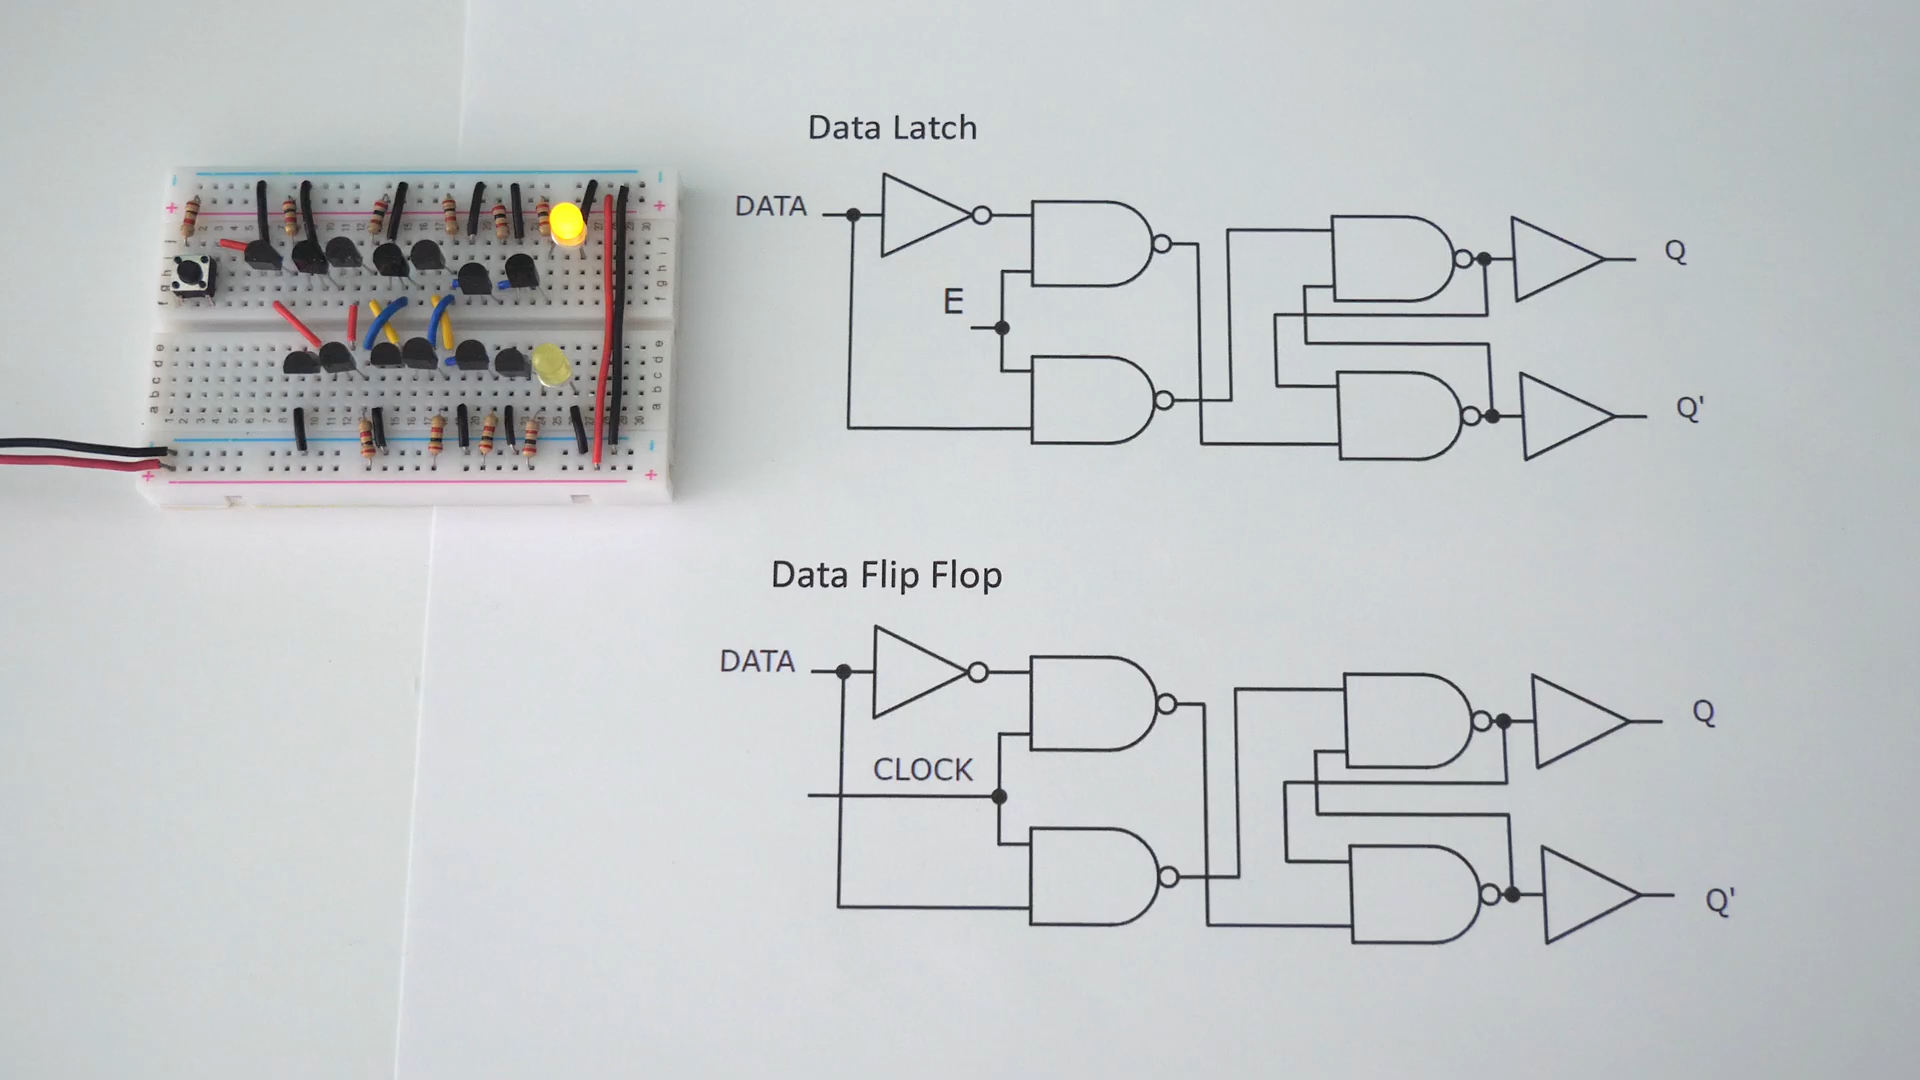 Data Latch
DATA
E
Q
Q'
Data Flip Flop
DATA
CLOCK
Q
Q'